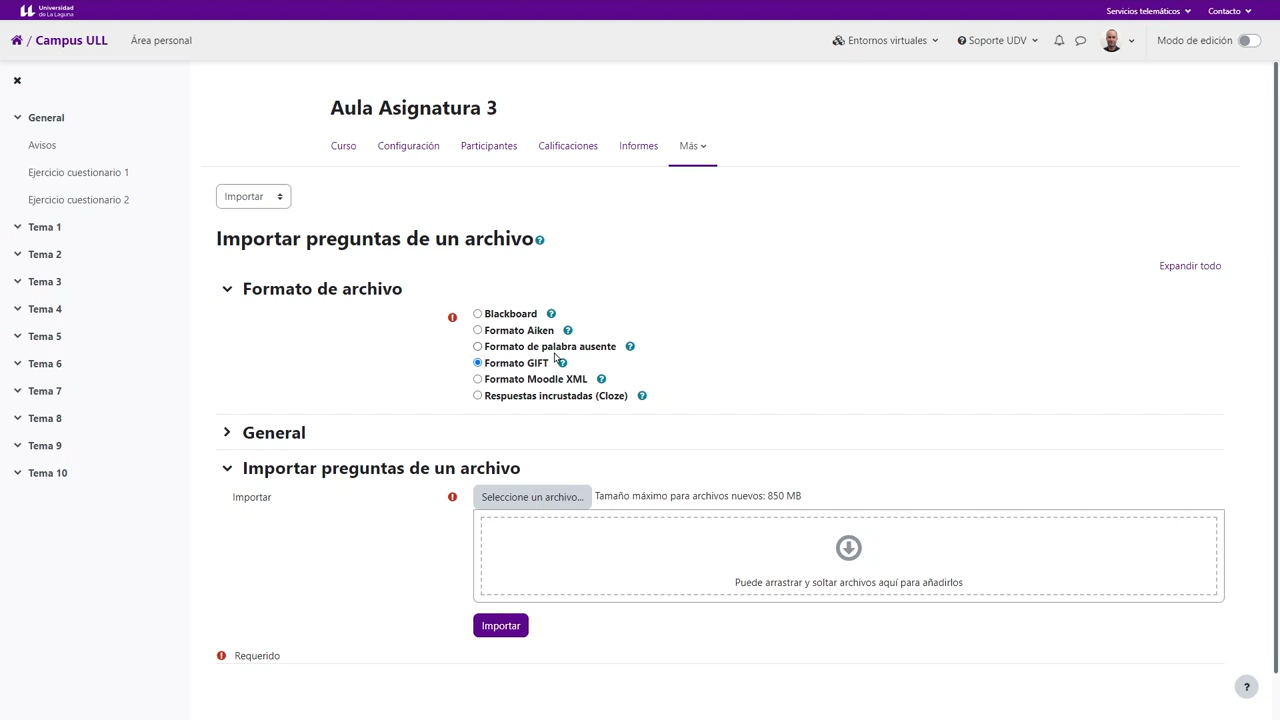 Universidad
de La Laguna
Servicios telemáticos
Contacto
/ Campus ULL
Área personal
Entornos virtuales
Soporte UDV
Modo de edición
General
Avisos
Ejercicio cuestionario 1
Ejercicio cuestionario 2
Tema 1
Tema 2
Tema 3
Tema 4
Tema 5
Tema 6
Tema 7
Tema 8
Tema 9
Tema 10
Aula Asignatura 3
Curso
Configuración
Participantes
Calificaciones
Informes
Más
Importar
Importar preguntas de un archivo
Expandir todo
Formato de archivo
Blackboard
Formato Aiken
Formato de palabra ausente
Formato GIFT
Formato Moodle XML
Respuestas incrustadas (Cloze)
General
Importar preguntas de un archivo
Importar
Seleccione un archivo... Tamaño máximo para archivos nuevos: 850 MB
Puede arrastrar y soltar archivos aquí para añadirlos
Importar
Requerido
?